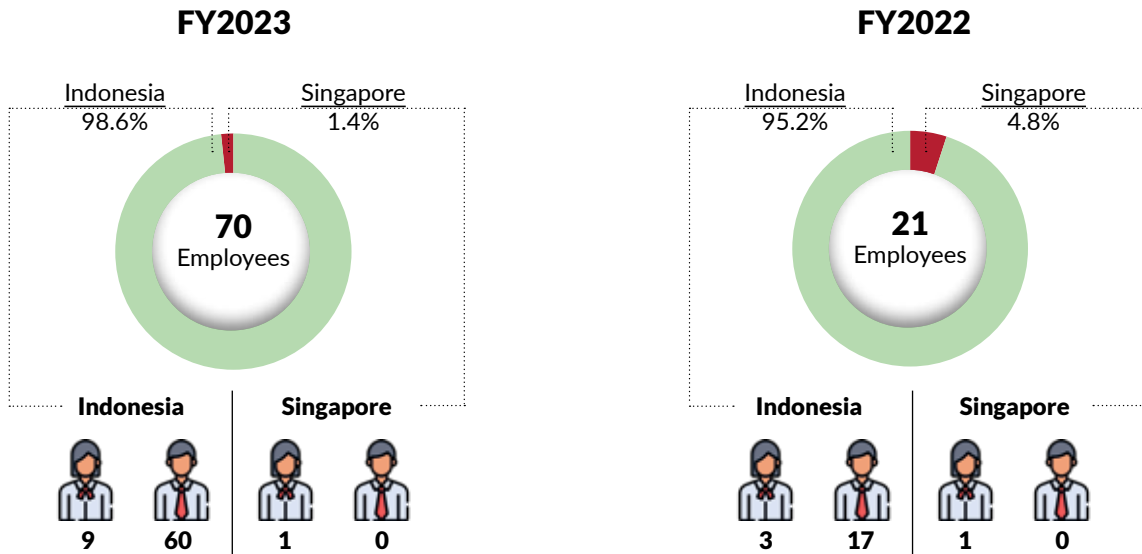 FY2023
Indonesia
98.6%
Singapore
1.4%
70
Employees
Indonesia
Singapore
9
60
1
0
FY2022
Indonesia
95.2%
Singapore
4.8%
21
Employees
Indonesia
Singapore
3
17
1
0